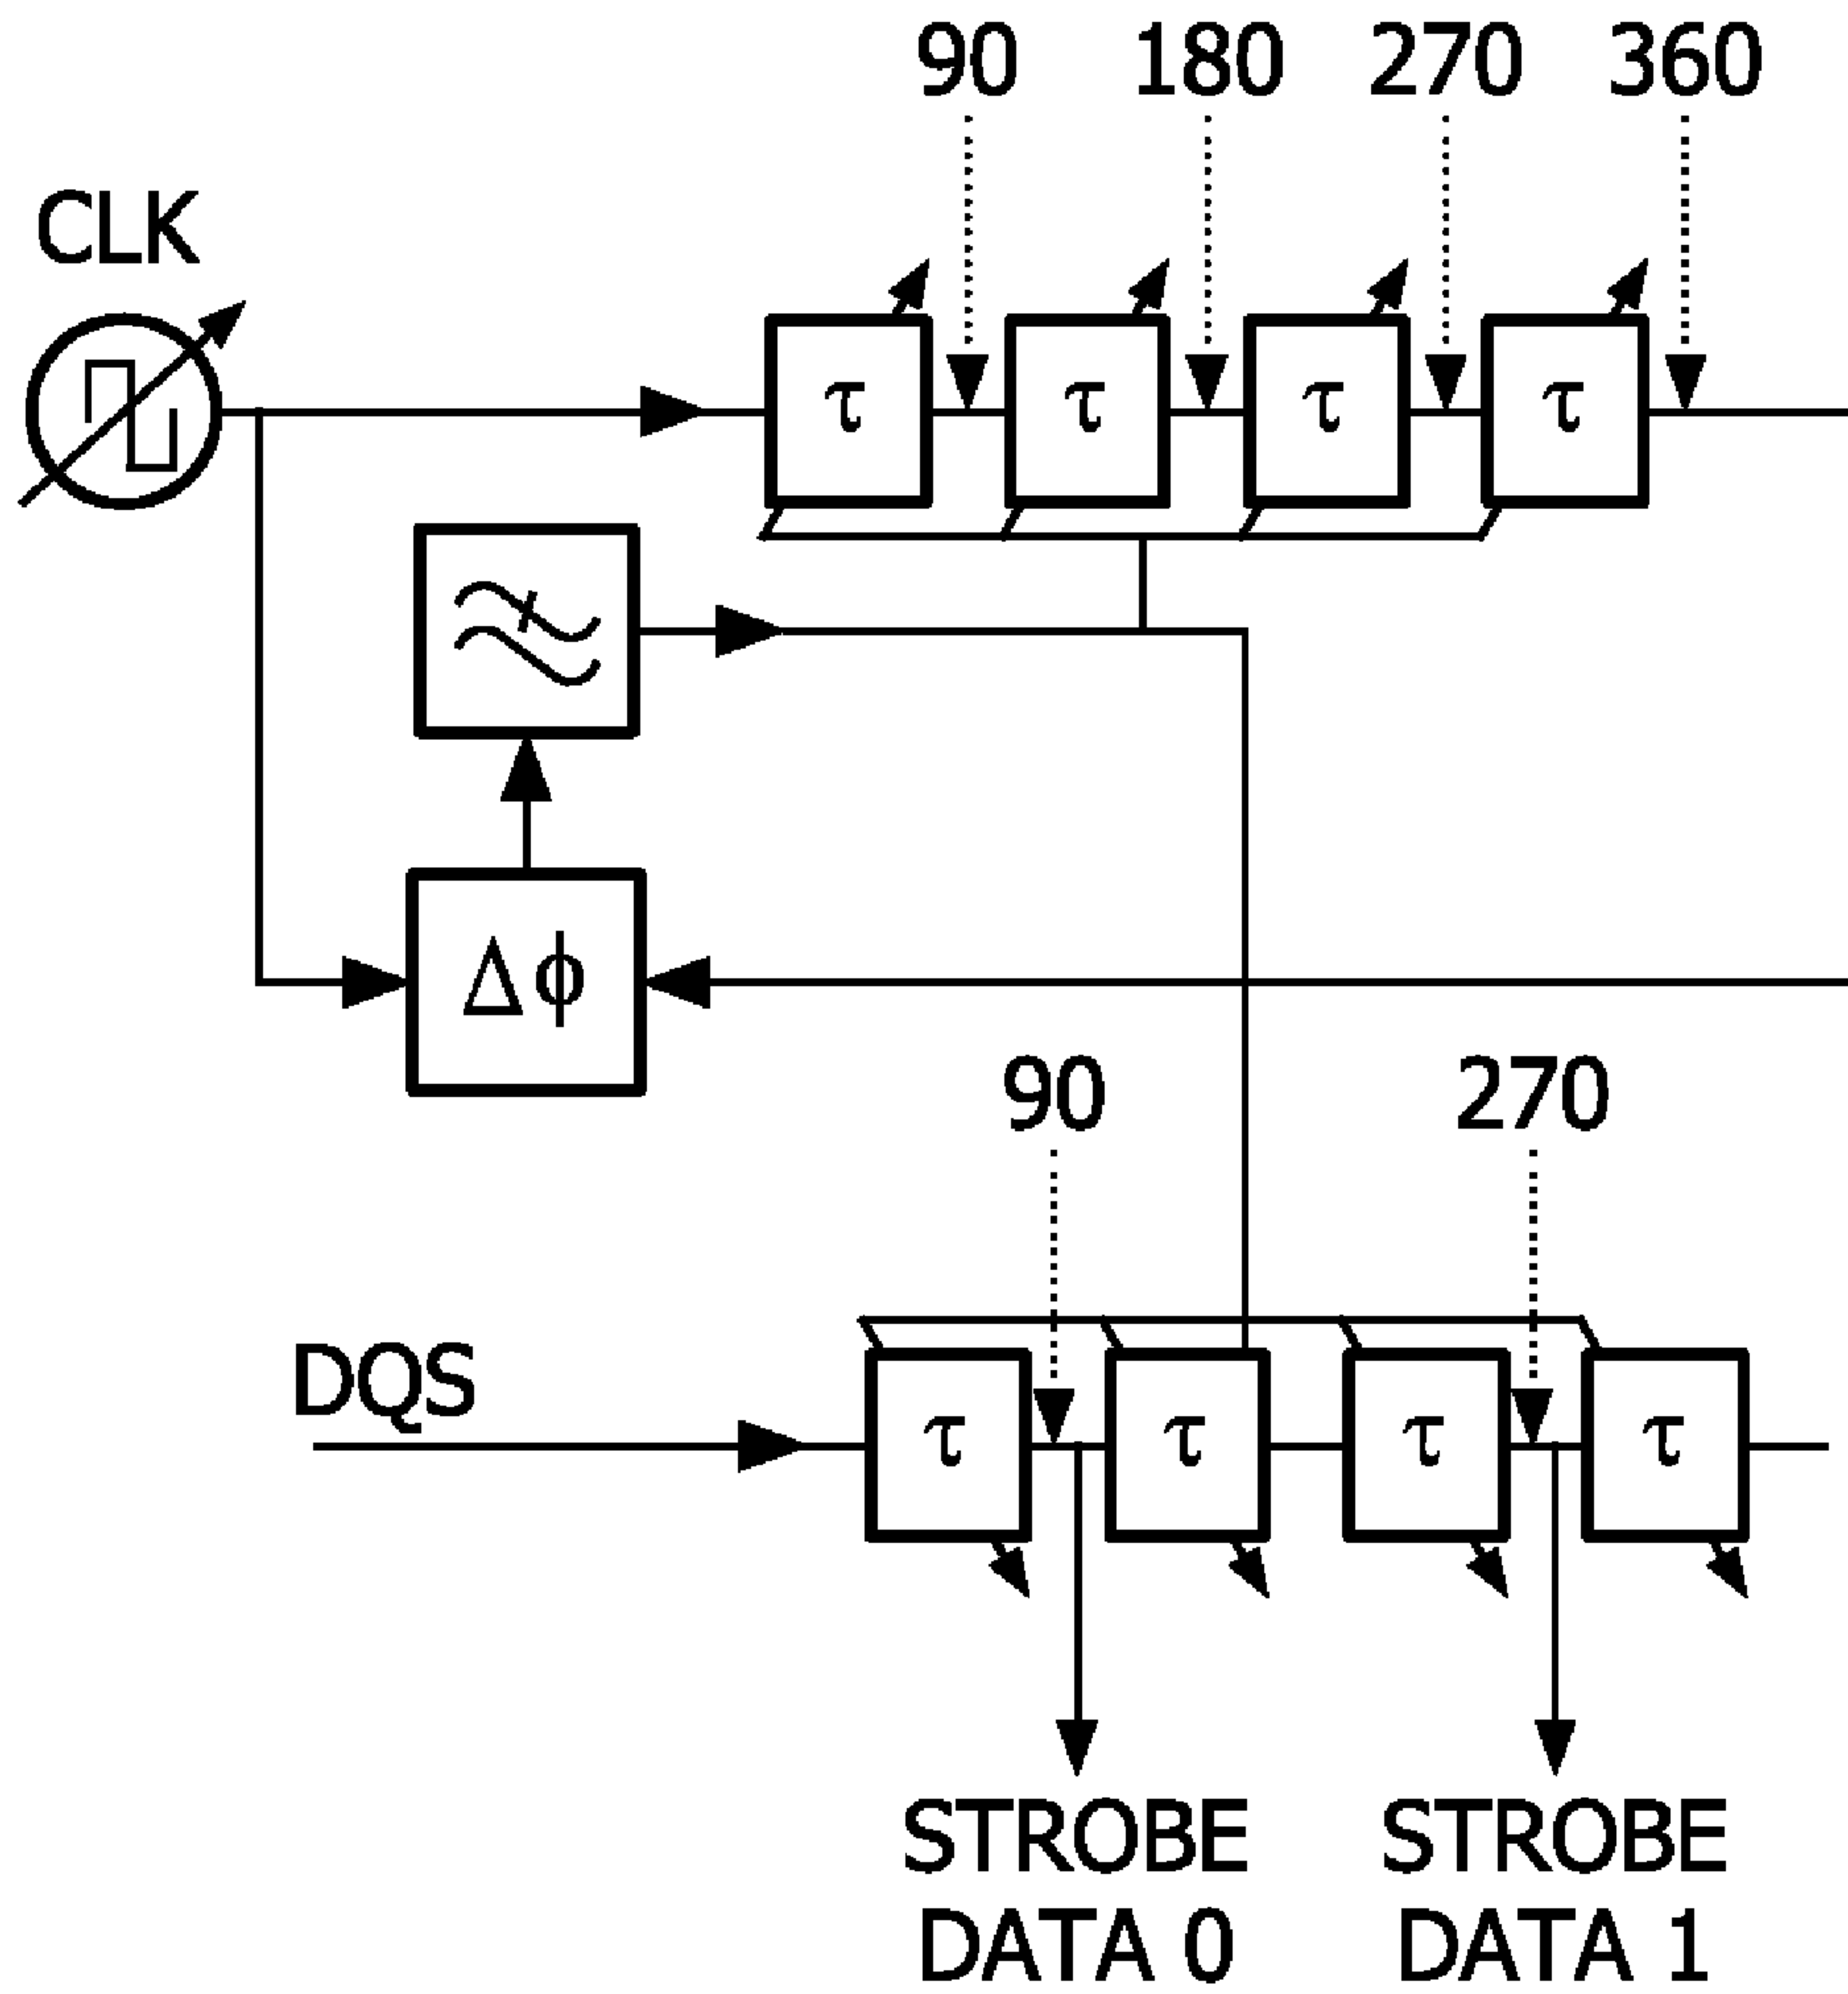 90 180 270 360
CLK
τ τ τ τ
Δϕ
90 270
DQS
τ τ τ τ
STROBE STROBE
DATA 0 DATA 1